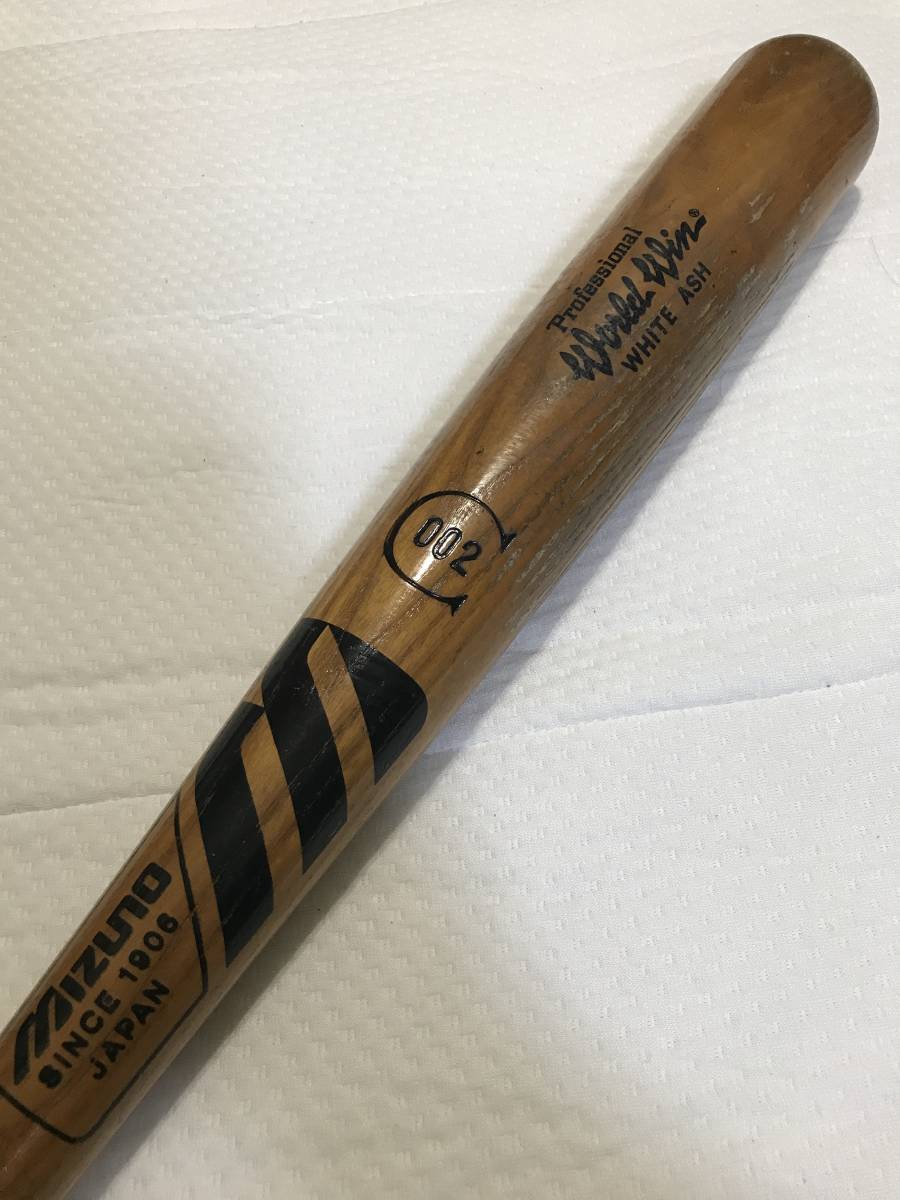 Professional
World Win®
WHITE ASH
002
MIZUNO
SINCE 1906
JAPAN